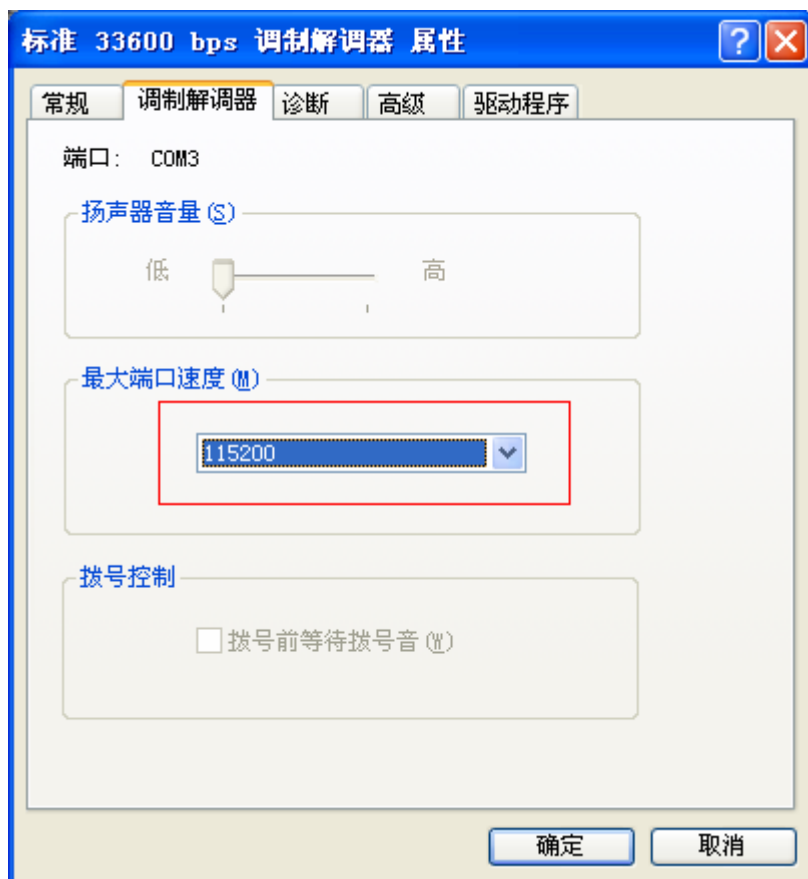 标准 33600 bps 调制解调器 属性
常规 调制解调器 诊断 高级 驱动程序
端口: COM3
扬声器音量(S)
低 高
最大端口速度(M)
115200
拨号控制
拨号前等待拨号音(W)
确定 取消